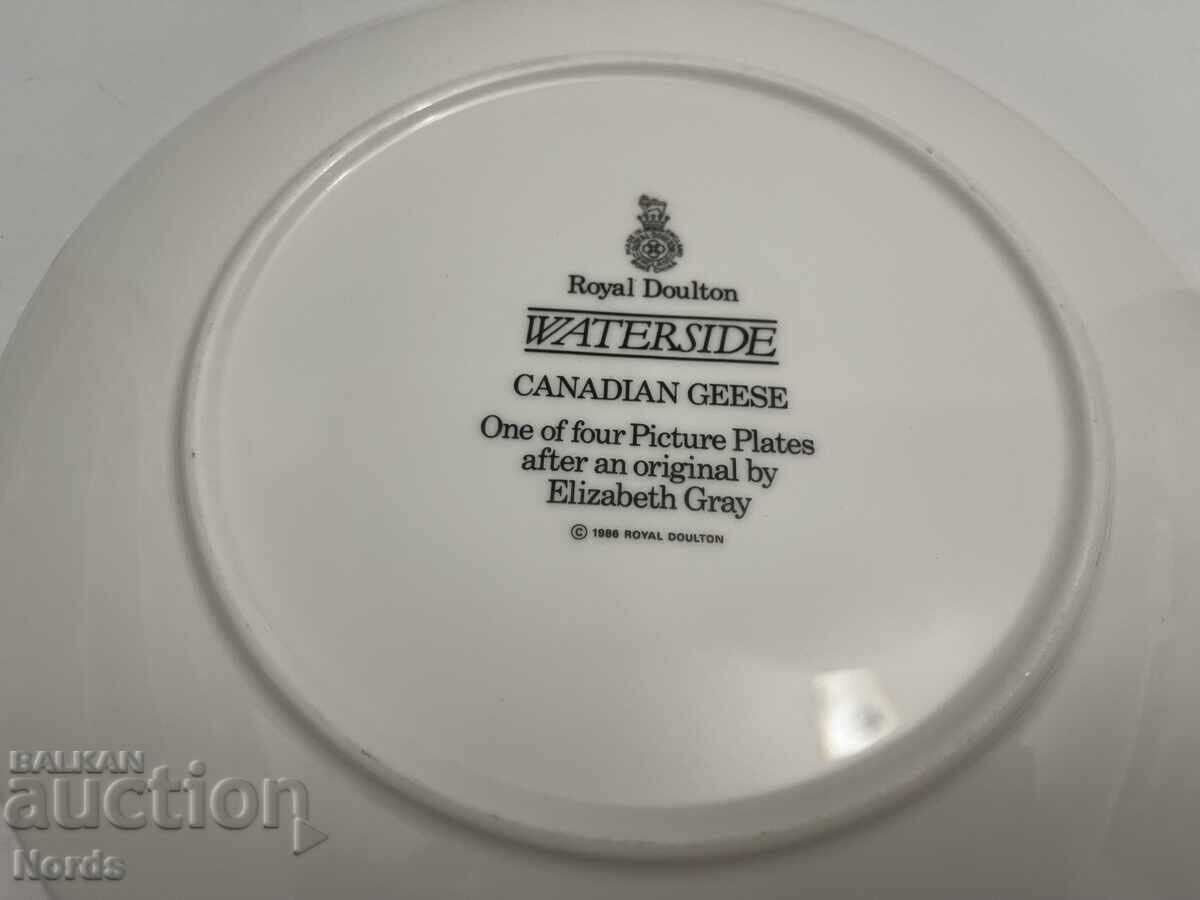 Royal Doulton
WATERSIDE
CANADIAN GEESE
One of four Picture Plates
after an original by
Elizabeth Gray
© 1986 ROYAL DOULTON
BALKAN
auction
Nords